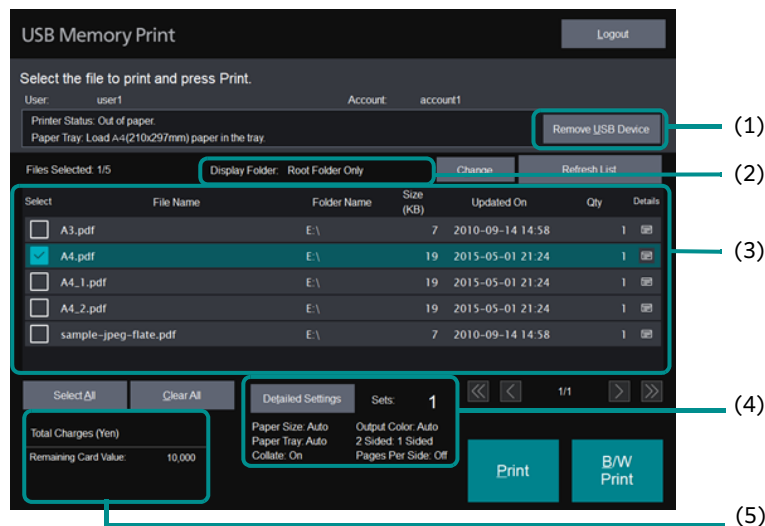 USB Memory Print
Logout
Select the file to print and press Print.
User: user1 Account: account1
Printer Status: Out of paper.
Paper Tray: Load A4(210x297mm) paper in the tray.
Remove USB Device
(1)
Files Selected: 1/5 Display Folder: Root Folder Only Change Refresh List
(2)
Select File Name Folder Name Size (KB) Updated On Qty Details
A3.pdf E:\ 7 2010-09-14 14:58 1
A4.pdf E:\ 19 2015-05-01 21:24 1
(3)
A4_1.pdf E:\ 19 2015-05-01 21:24 1
A4_2.pdf E:\ 19 2015-05-01 21:24 1
sample-jpeg-flate.pdf E:\ 7 2010-09-14 14:58 1
Select All Clear All Detailed Settings Sets: 1 1/1
(4)
Paper Size: Auto Output Color: Auto
Paper Tray: Auto 2 Sided: 1 Sided
Collate: On Pages Per Side: Off
Total Charges (Yen)
Remaining Card Value: 10,000
Print
B/W
Print
(5)